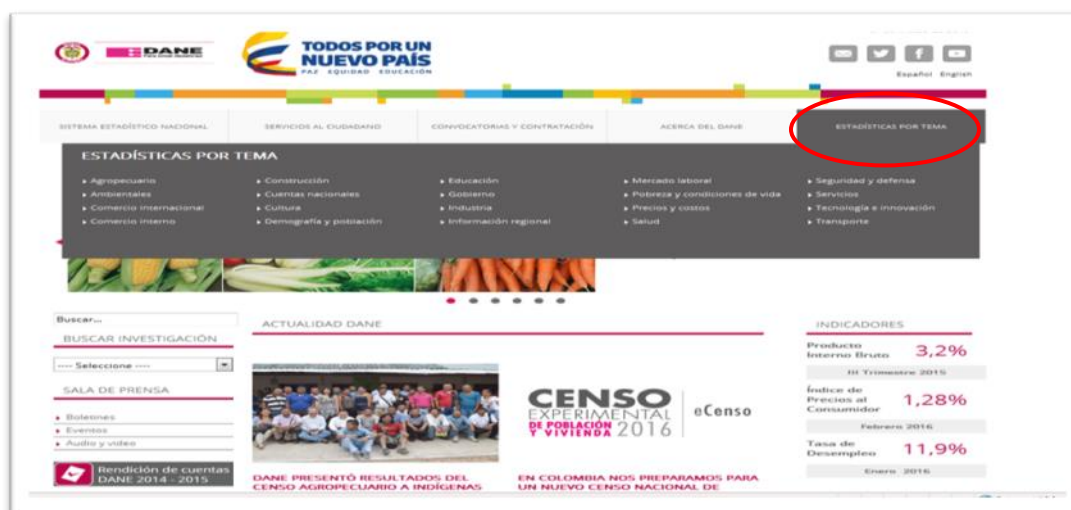 DANE
Para tomar decisiones
TODOS POR UN
NUEVO PAÍS
PAZ EQUIDAD EDUCACIÓN
Español English
SISTEMA ESTADÍSTICO NACIONAL
SERVICIOS AL CIUDADANO
CONVOCATORIAS Y CONTRATACIÓN
ACERCA DEL DANE
ESTADÍSTICAS POR TEMA
ESTADÍSTICAS POR TEMA
Agropecuario
Ambientales
Comercio Internacional
Comercio Interno
Construcción
Cuentas nacionales
Cultura
Demografía y población
Educación
Gobierno
Industria
Información regional
Mercado laboral
Pobreza y condiciones de vida
Precios y costos
Salud
Seguridad y defensa
Servicios
Tecnología e innovación
Transporte
Buscar...
BUSCAR INVESTIGACIÓN
---- Seleccione ----
SALA DE PRENSA
Boletines
Eventos
Audio y video
Rendición de cuentas
DANE 2014 - 2015
ACTUALIDAD DANE
DANE PRESENTÓ RESULTADOS DEL
CENSO AGROPECUARIO A INDÍGENAS
CENSO
EXPERIMENTAL
DE POBLACIÓN
Y VIVIENDA 2016
eCenso
EN COLOMBIA NOS PREPARAMOS PARA
UN NUEVO CENSO NACIONAL DE
INDICADORES
Producto
Interno Bruto 3,2%
III Trimestre 2015
Índice de
Precios al
Consumidor 1,28%
Febrero 2016
Tasa de
Desempleo 11,9%
Enero 2016